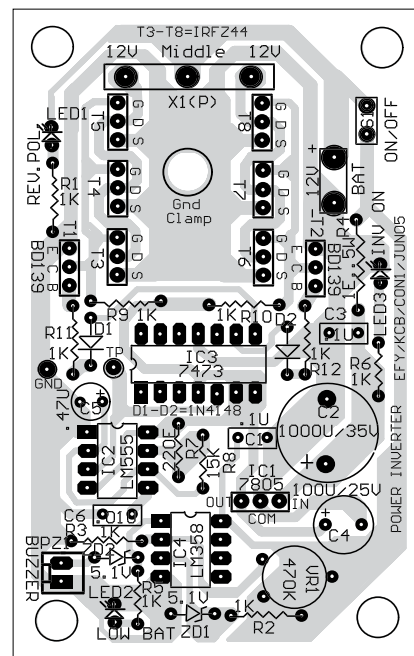 T3-T8=IRFZ44
12V Middle 12V
X1(P)
LED1
REV.POL
R1
1K
T5
G D S
T8
G D S
S1
ON/OFF
T4
G D S
T7
G D S
Gnd
Clamp
+
12V
-
BAT
T1
E C B
BD139
T3
G D S
T6
G D S
T2
E C B
BD139
R4
1E,.5W
INV ON
LED3
R9 1K
1K R10
R11
1K
D1
TP
GND
D2
1K
R12
C3
.1U
IC3
7473
R6
1K
D1-D2=1N4148
47U
C5
+
IC2
LM555
220E
R7
15K
R8
.1U
C1
C2
1000U/35V
+
IC1
7805
OUT
IN
COM
100U/25V
+
C4
C6
R3
5.1V
BUZZER
PZ1
IC4
LM358
R5
1K
LED2
LOW BAT
5.1V
ZD1
1K
R2
VR1
470K
POWER INVERTER
EFY/KCB/CON1/JUN05